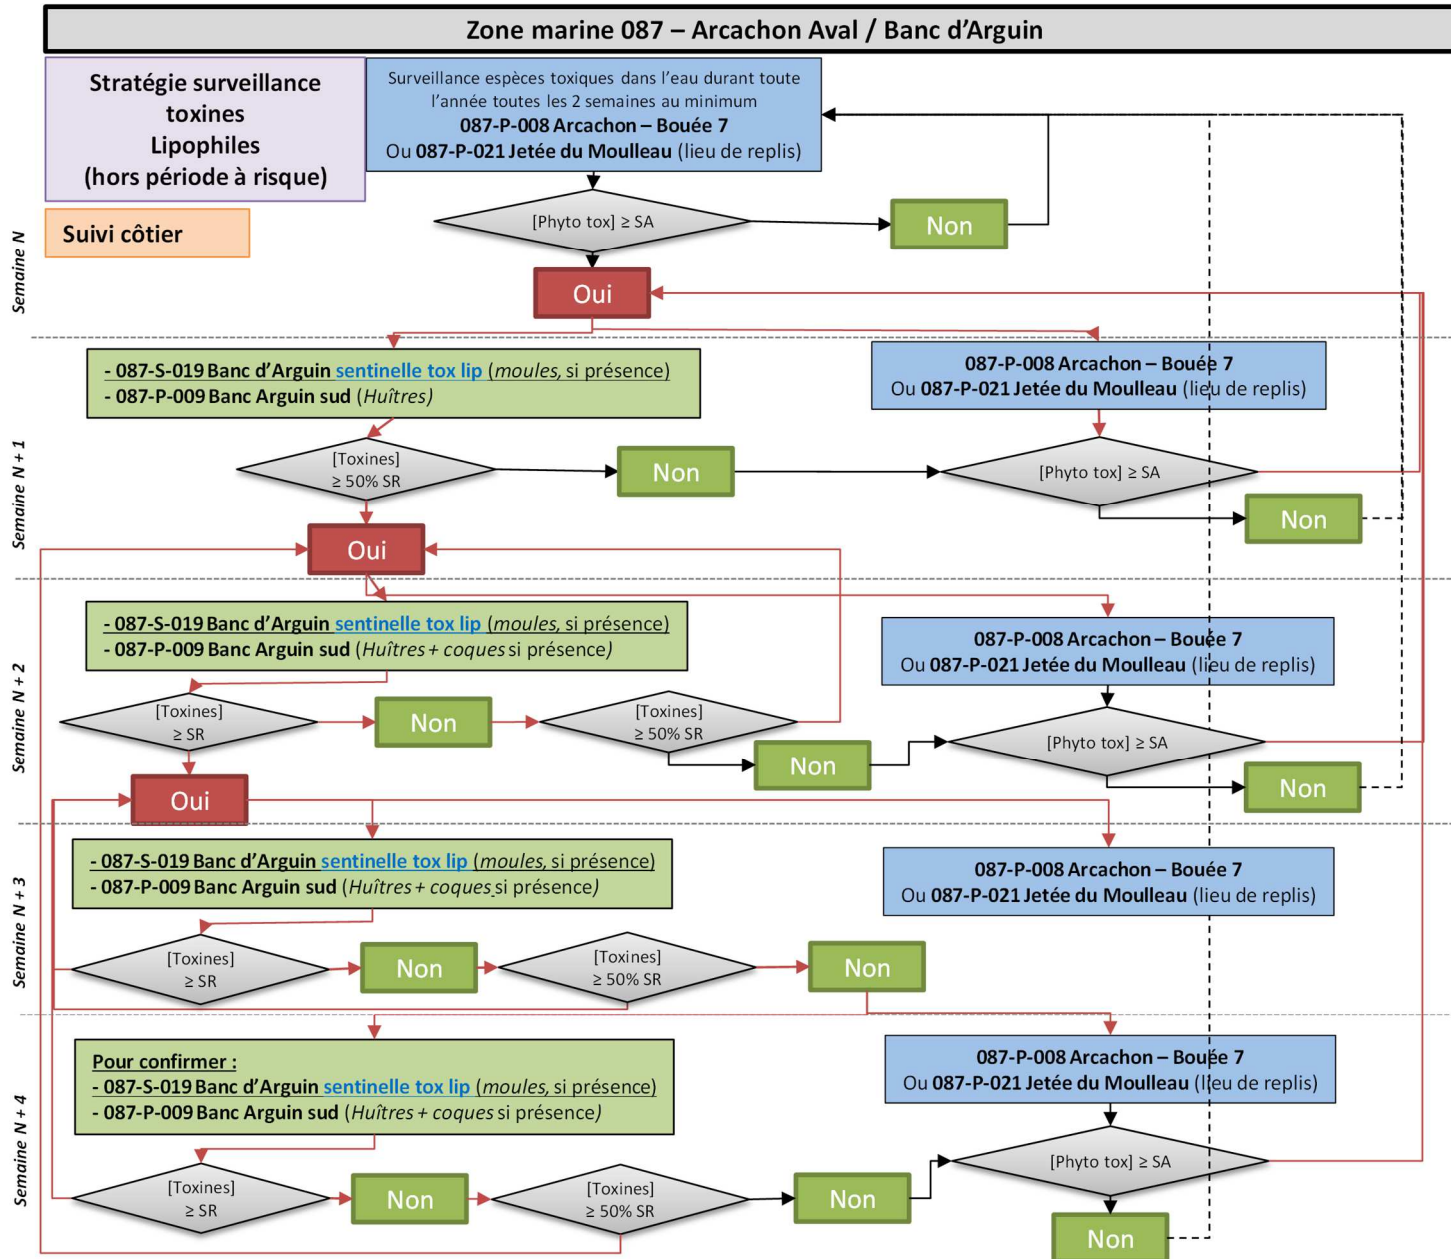 Zone marine 087 – Arcachon Aval / Banc d'Arguin
Stratégie surveillance
toxines
Lipophiles
(hors période à risque)
Surveillance espèces toxiques dans l'eau durant toute
l'année toutes les 2 semaines au minimum
087-P-008 Arcachon – Bouée 7
Ou 087-P-021 Jetée du Moulleau (lieu de replis)
Suivi côtier
Semaine N
[Phyto tox] ≥ SA
Non
Oui
Semaine N + 1
- 087-S-019 Banc d'Arguin sentinelle tox lip (moules, si présence)
- 087-P-009 Banc Arguin sud (Huîtres)
087-P-008 Arcachon – Bouée 7
Ou 087-P-021 Jetée du Moulleau (lieu de replis)
[Toxines]
≥ 50% SR
Non
[Phyto tox] ≥ SA
Non
Oui
Semaine N + 2
- 087-S-019 Banc d'Arguin sentinelle tox lip (moules, si présence)
- 087-P-009 Banc Arguin sud (Huîtres + coques si présence)
087-P-008 Arcachon – Bouée 7
Ou 087-P-021 Jetée du Moulleau (lieu de replis)
[Toxines]
≥ SR
Non
[Toxines]
≥ 50% SR
Non
[Phyto tox] ≥ SA
Non
Oui
Semaine N + 3
- 087-S-019 Banc d'Arguin sentinelle tox lip (moules, si présence)
- 087-P-009 Banc Arguin sud (Huîtres + coques si présence)
087-P-008 Arcachon – Bouée 7
Ou 087-P-021 Jetée du Moulleau (lieu de replis)
[Toxines]
≥ SR
Non
[Toxines]
≥ 50% SR
Non
Semaine N + 4
Pour confirmer :
- 087-S-019 Banc d'Arguin sentinelle tox lip (moules, si présence)
- 087-P-009 Banc Arguin sud (Huîtres + coques si présence)
087-P-008 Arcachon – Bouée 7
Ou 087-P-021 Jetée du Moulleau (lieu de replis)
[Toxines]
≥ SR
Non
[Toxines]
≥ 50% SR
Non
[Phyto tox] ≥ SA
Non